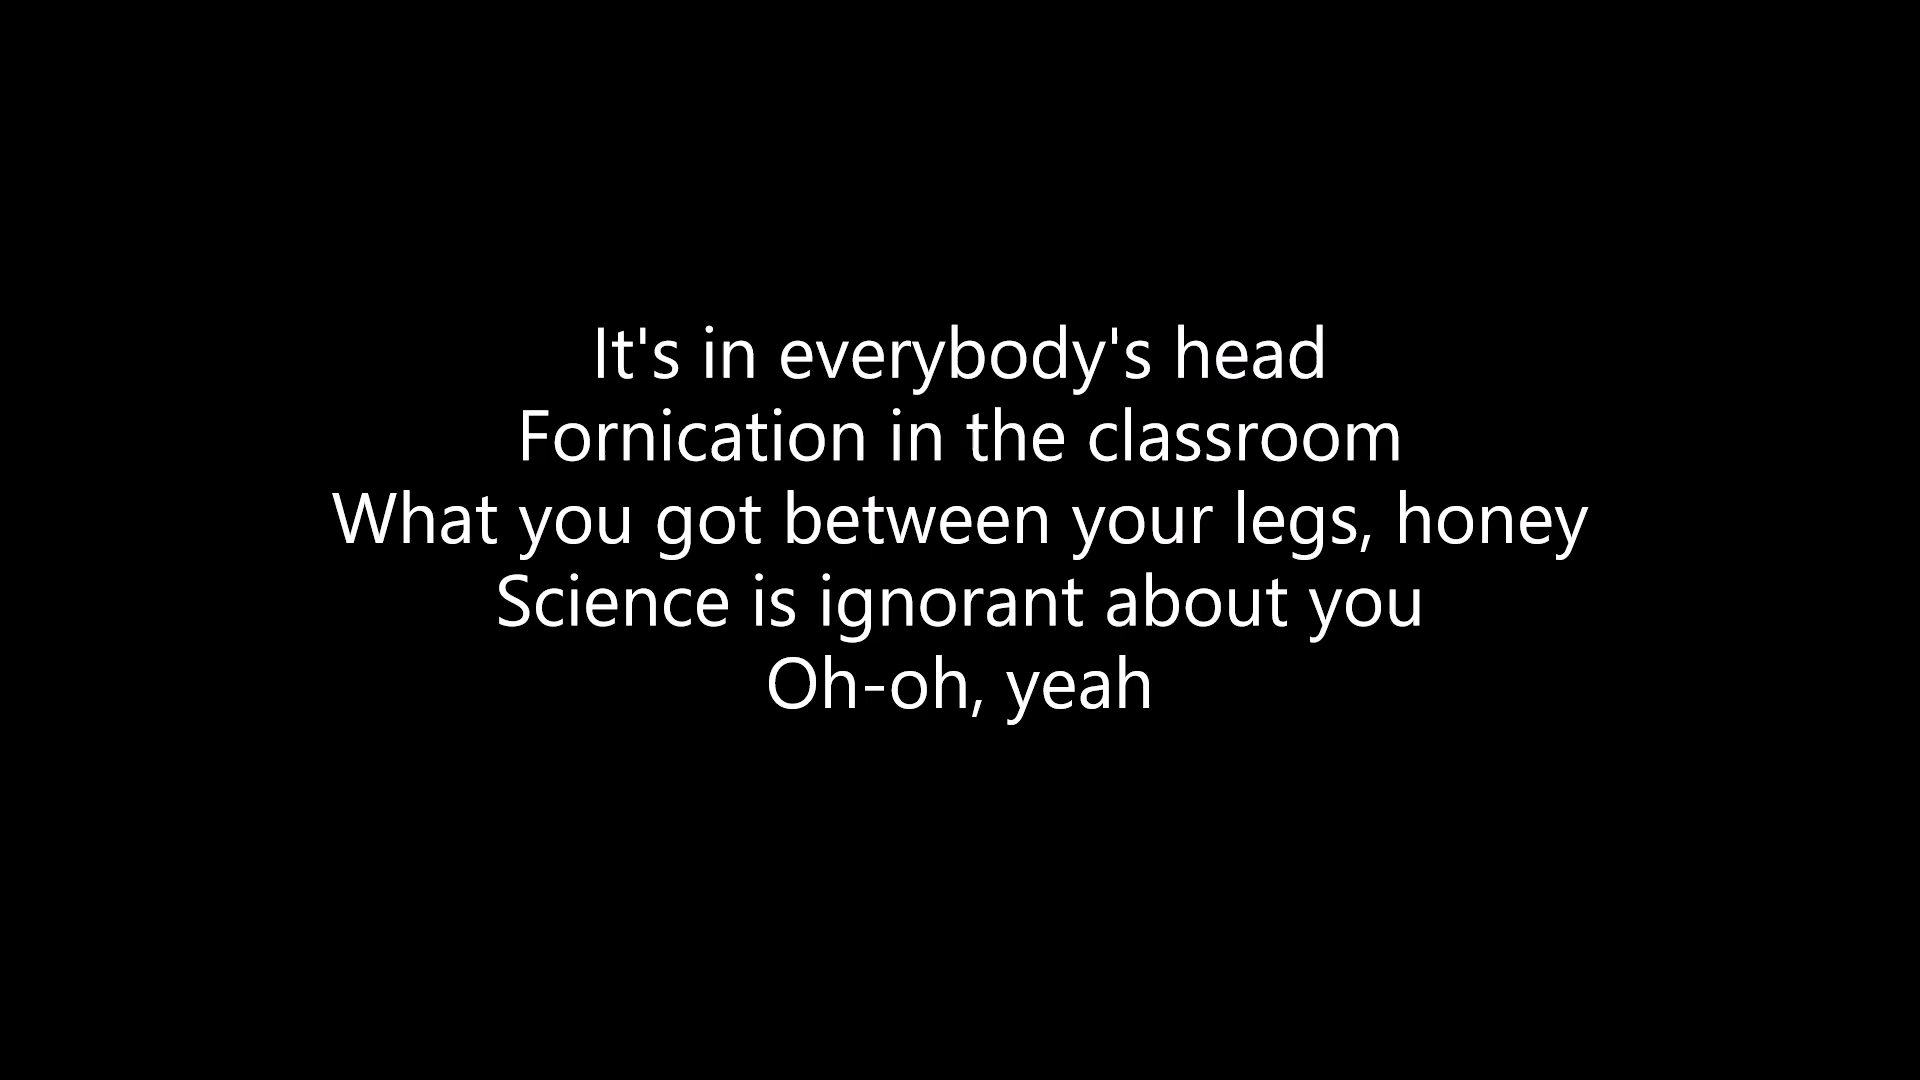 It's in everybody's head
Fornication in the classroom
What you got between your legs, honey
Science is ignorant about you
Oh-oh, yeah